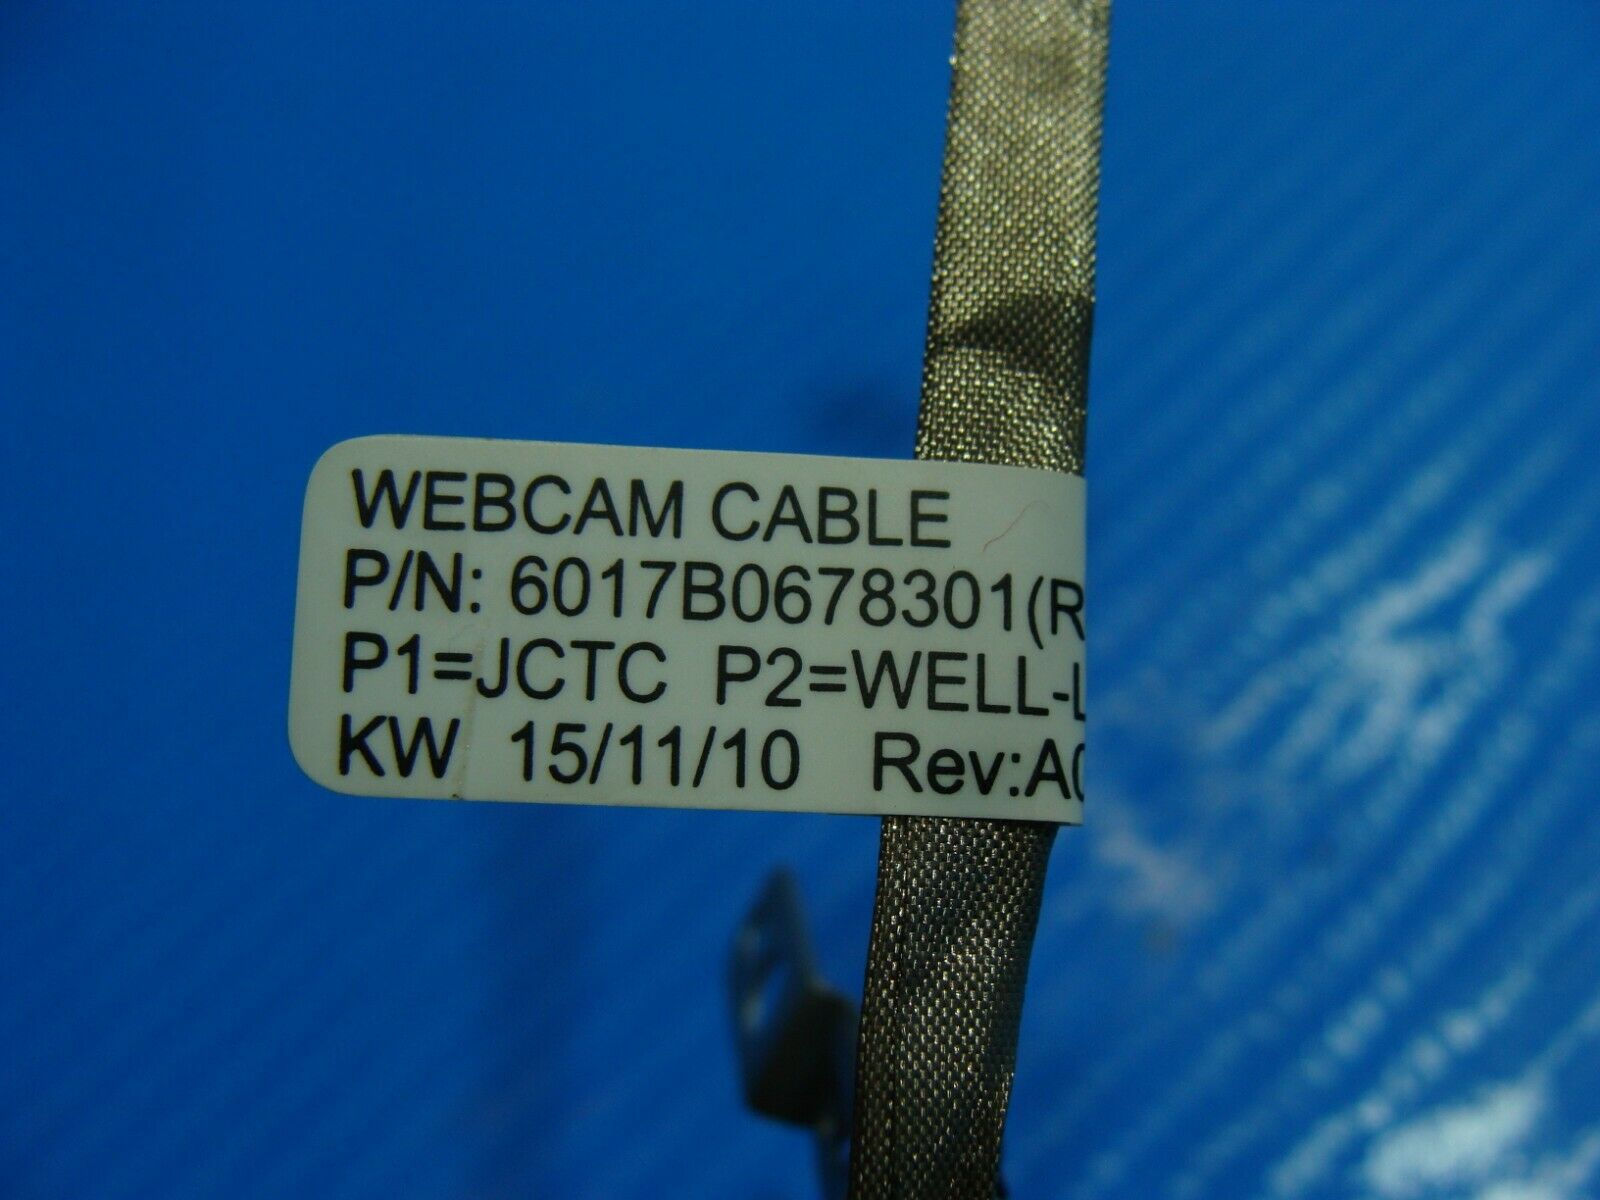 WEBCAM CABLE
P/N: 6017B0678301(R
P1=JCTC P2=WELL-L
KW 15/11/10 Rev:A0